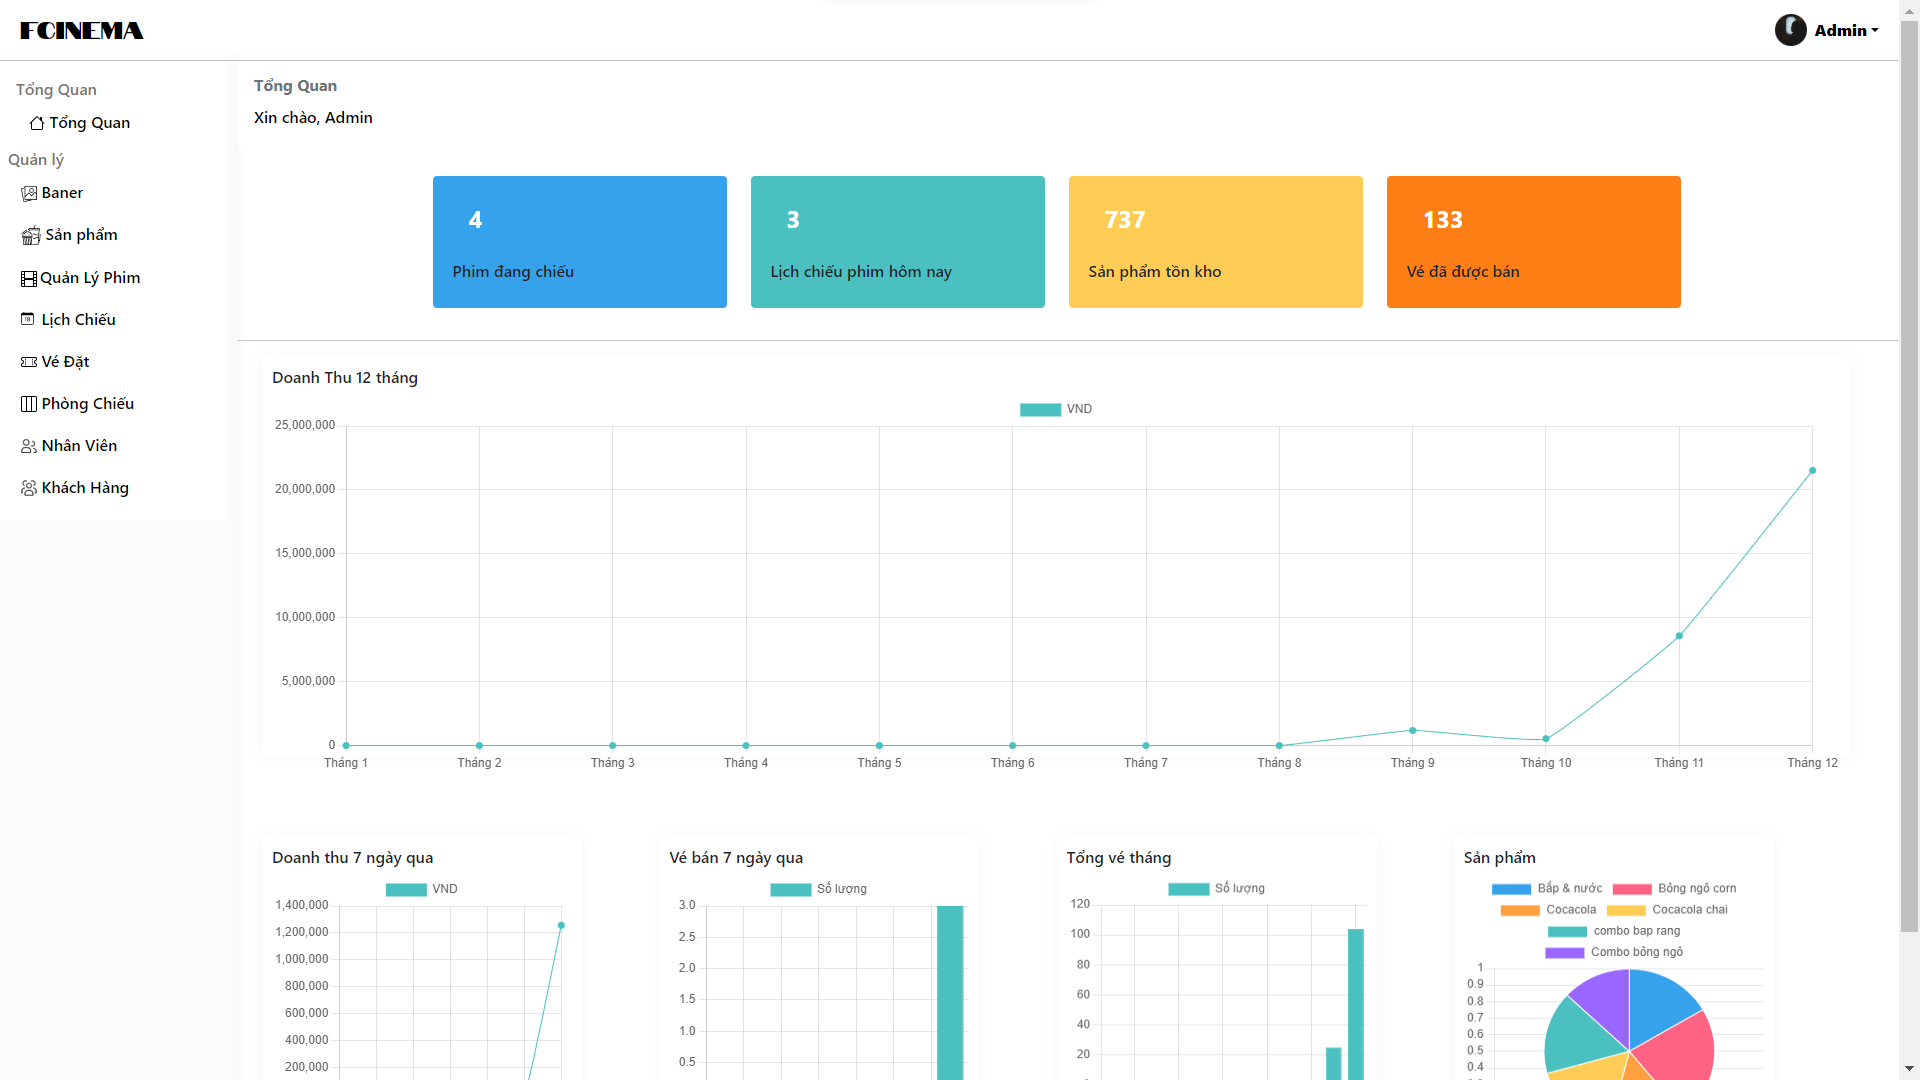 FCINEMA
Admin
Tổng Quan
Tổng Quan
Quản lý
Baner
Sản phẩm
Quản Lý Phim
Lịch Chiếu
Vé Đặt
Phòng Chiếu
Nhân Viên
Khách Hàng
Tổng Quan
Xin chào, Admin
4
Phim đang chiếu
3
Lịch chiếu phim hôm nay
737
Sản phẩm tồn kho
133
Vé đã được bán
Doanh Thu 12 tháng
VND
25,000,000
20,000,000
15,000,000
10,000,000
5,000,000
0
Tháng 1 Tháng 2 Tháng 3 Tháng 4 Tháng 5 Tháng 6 Tháng 7 Tháng 8 Tháng 9 Tháng 10 Tháng 11 Tháng 12
Doanh thu 7 ngày qua
VND
1,400,000
1,200,000
1,000,000
800,000
600,000
400,000
200,000
Vé bán 7 ngày qua
Số lượng
3.0
2.5
2.0
1.5
1.0
0.5
Tổng vé tháng
Số lượng
120
100
80
60
40
20
Sản phẩm
Bắp & nước Bỏng ngô corn
Cocacola Cocacola chai
combo bap rang
Combo bỏng ngô
1
0.9
0.8
0.7
0.6
0.5
0.4